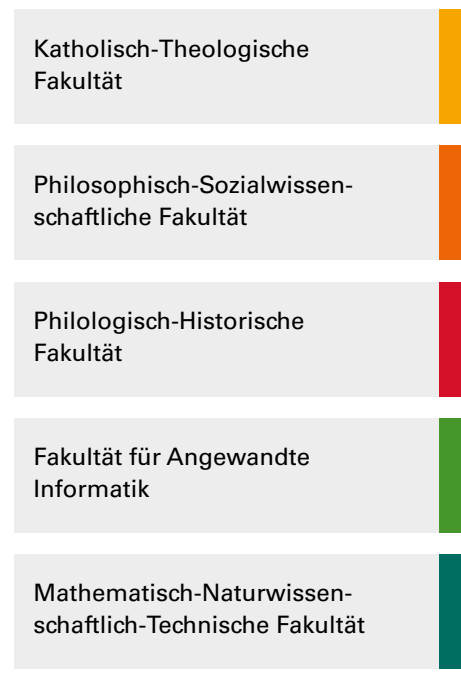 Katholisch-Theologische
Fakultät
Philosophisch-Sozialwissen-
schaftliche Fakultät
Philologisch-Historische
Fakultät
Fakultät für Angewandte
Informatik
Mathematisch-Naturwissen-
schaftlich-Technische Fakultät